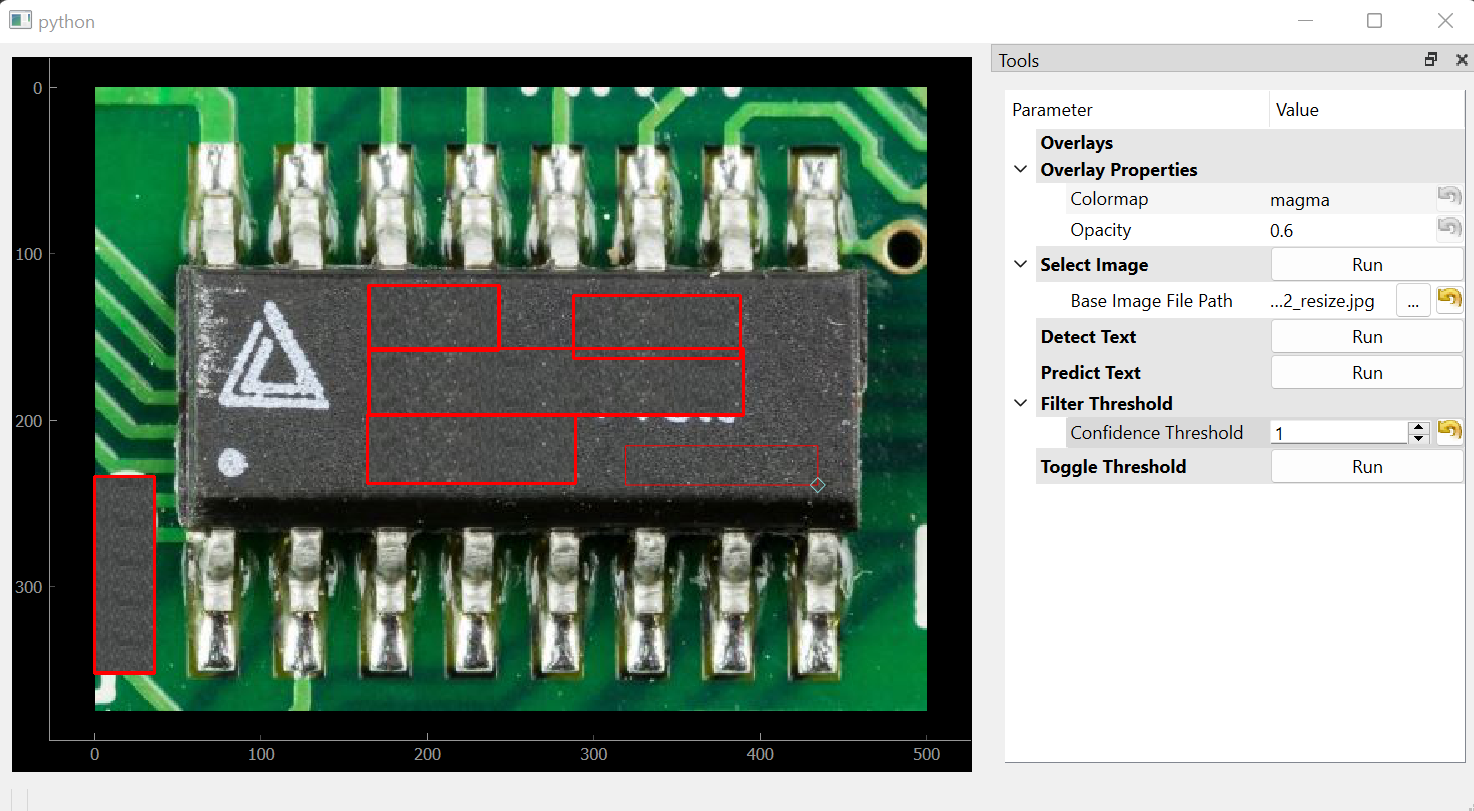 python
Tools
Parameter Value
Overlays
Overlay Properties
Colormap magma
Opacity 0.6
Select Image Run
Base Image File Path ...2_resize.jpg ...
Detect Text Run
Predict Text Run
Filter Threshold
Confidence Threshold 1
Toggle Threshold Run
0
100
200
300
0 100 200 300 400 500